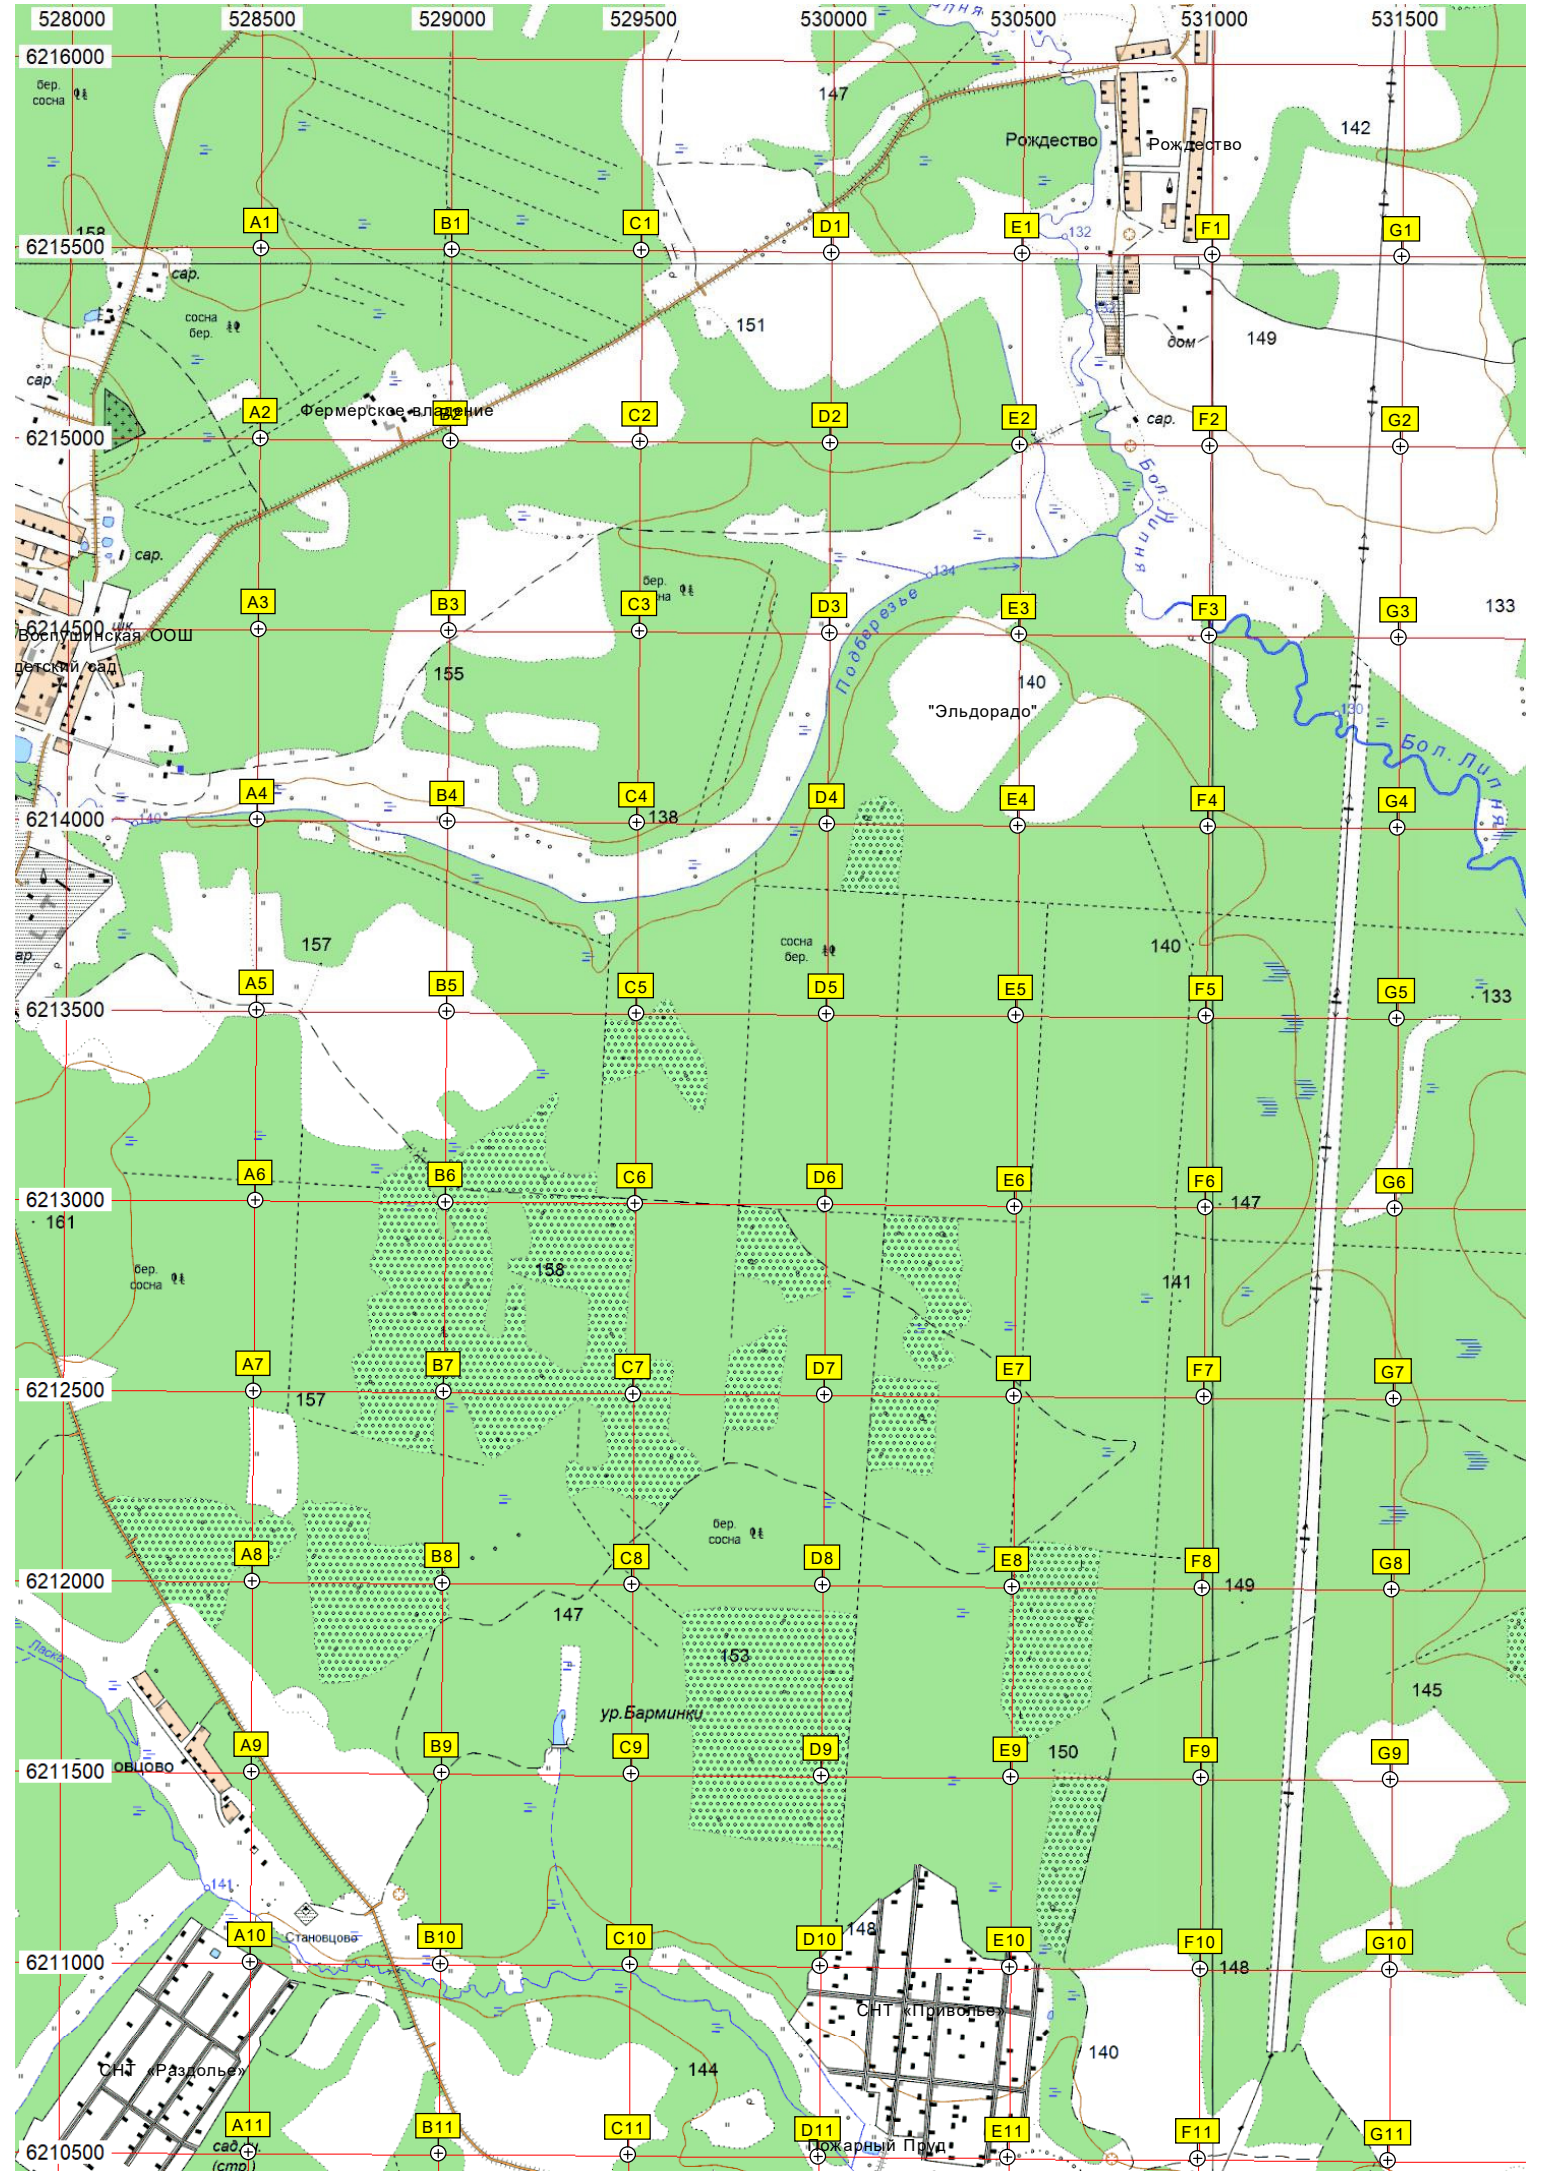 528000 528500 529000 529500 530000 530500 531000 531500
6216000
бер.
сосна
147
142
Рождество
Рождество
158
A1 B1 C1 D1 E1 F1 G1
132
6215500
сар.
сосна
бер.
151
132
дом
149
сар.
A2 Фермерское владение B2 C2 D2 E2 F2 G2
сар.
6215000
Бол. Липня
сар.
134
бер.
A3 B3 C3 D3 E3 F3 G3
133
6214500
шк.
Воспушинская ООШ
детский сад
Подберезье
155
140
"Эльдорадо"
130
Бол. Липня
A4 B4 C4 D4 E4 F4 G4
6214000
140
138
157
сосна
бер.
140
ар.
A5 B5 C5 D5 E5 F5 G5
133
6213500
A6 B6 C6 D6 E6 F6 G6
6213000
147
161
бер.
сосна
158
141
A7 B7 C7 D7 E7 F7 G7
6212500
157
бер.
сосна
A8 B8 C8 D8 E8 F8 G8
6212000
149
147
153
145
ур.Барминки
A9 B9 C9 D9 E9 F9 G9
150
6211500
овцово
141
148
A10 Становцово B10 C10 D10 E10 F10 G10
6211000
148
СНТ «Приволье»
140
СНТ «Раздолье»
144
A11 B11 C11 D11 E11 F11 G11
Пожарный Пруд
6210500
(стр.)